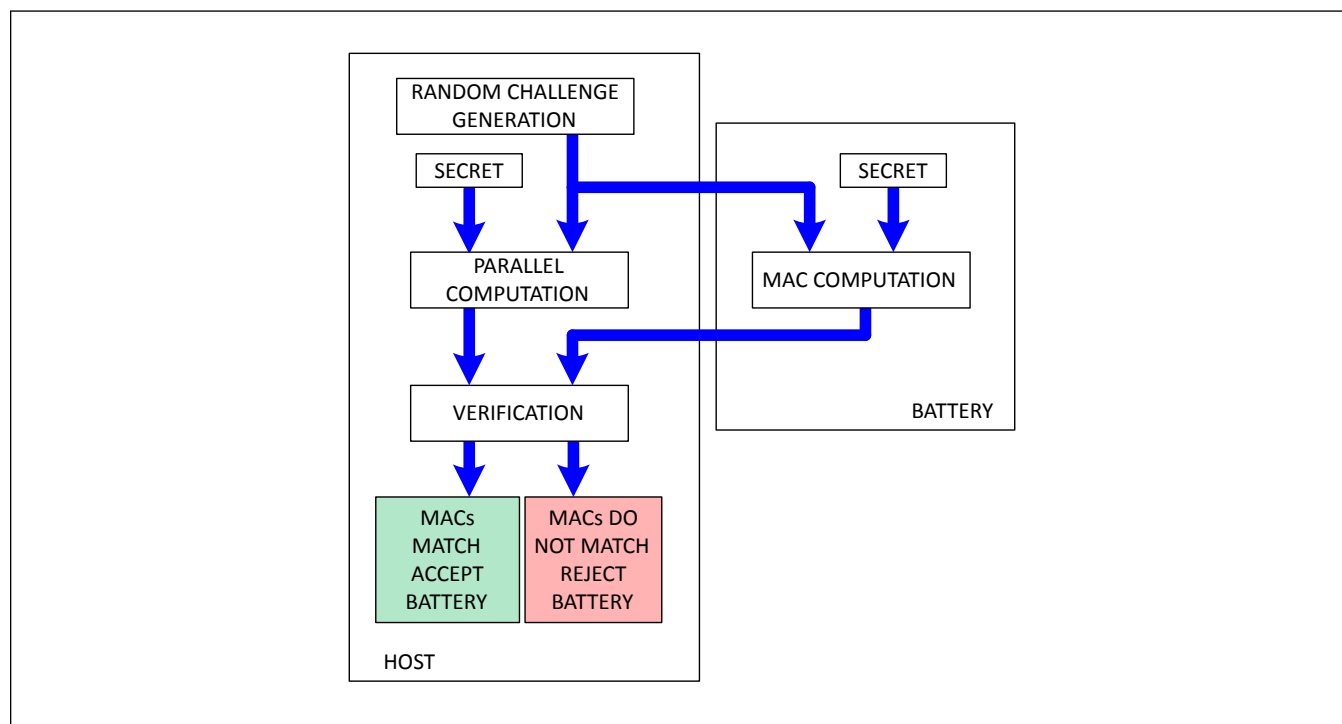 RANDOM CHALLENGE
GENERATION
SECRET
SECRET
PARALLEL
COMPUTATION
MAC COMPUTATION
VERIFICATION
BATTERY
MACs
MATCH
ACCEPT
BATTERY
MACs DO
NOT MATCH
REJECT
BATTERY
HOST